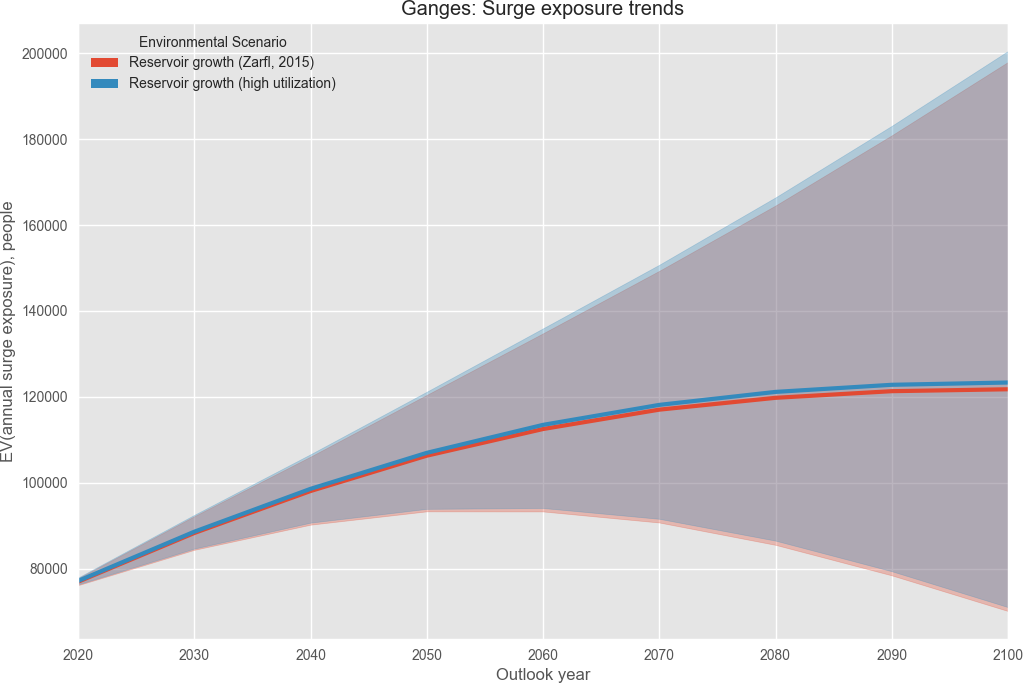 Ganges: Surge exposure trends
Environmental Scenario
Reservoir growth (Zarfl, 2015)
Reservoir growth (high utilization)
EV(annual surge exposure), people
200000
180000
160000
140000
120000
100000
80000
2020 2030 2040 2050 2060 2070 2080 2090 2100
Outlook year